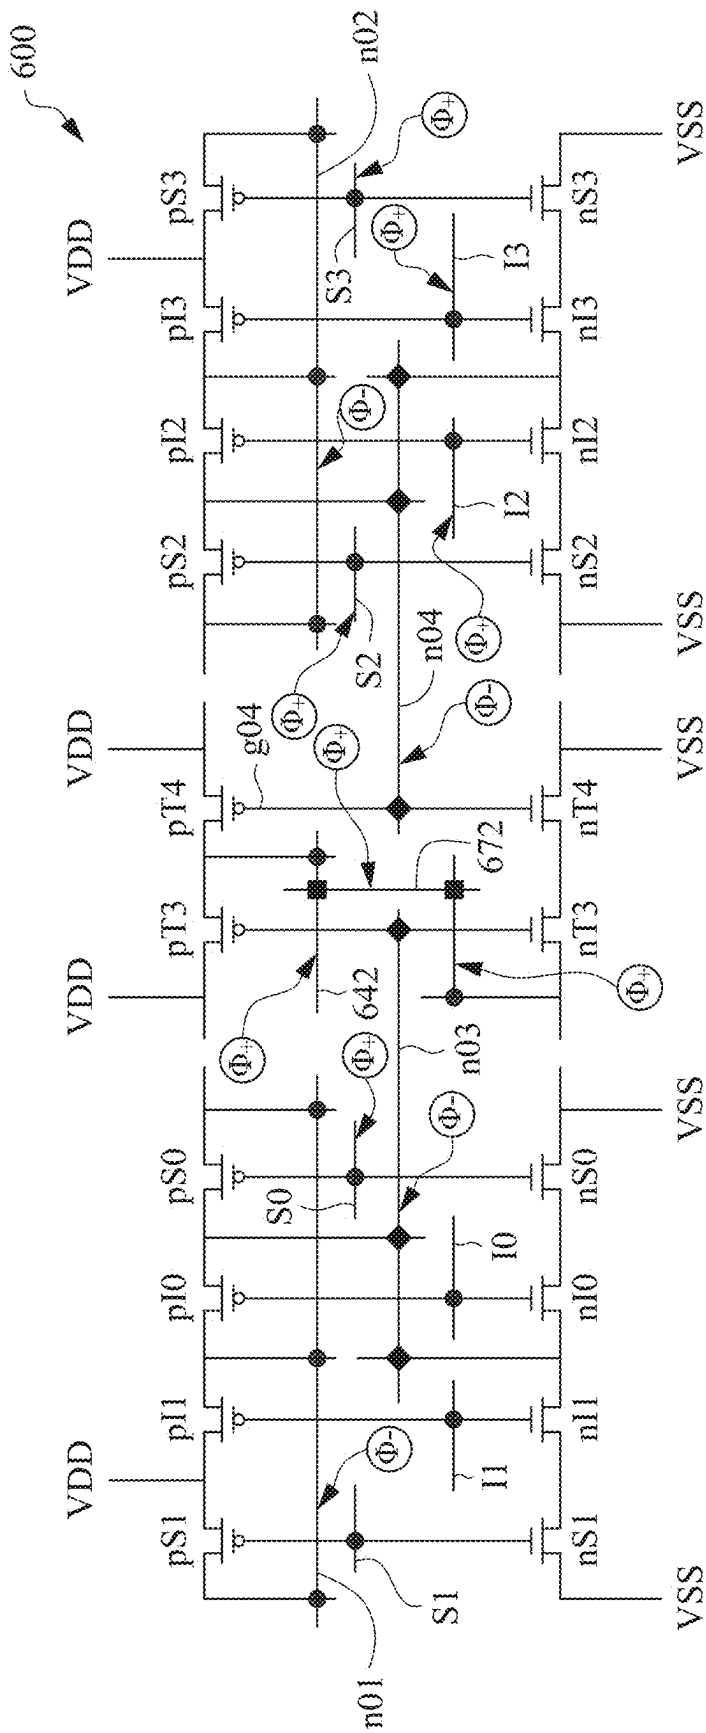 600
VDD
VDD
VDD
VDD
pS1
pI1
pI0
pS0
pT3
pT4
pS2
pI2
pI3
pS3
Φ+
g04
S0
Φ+
Φ+
S3
n01
Φ+
642
S2
Φ-
n02
Φ-
Φ+
S1
Φ-
Φ+
n03
n04
I1
I0
672
Φ-
Φ+
I2
I3
nS1
nI1
nI0
nS0
nT3
nT4
nS2
nI2
nI3
nS3
Φ+
VSS
VSS
VSS
VSS
VSS